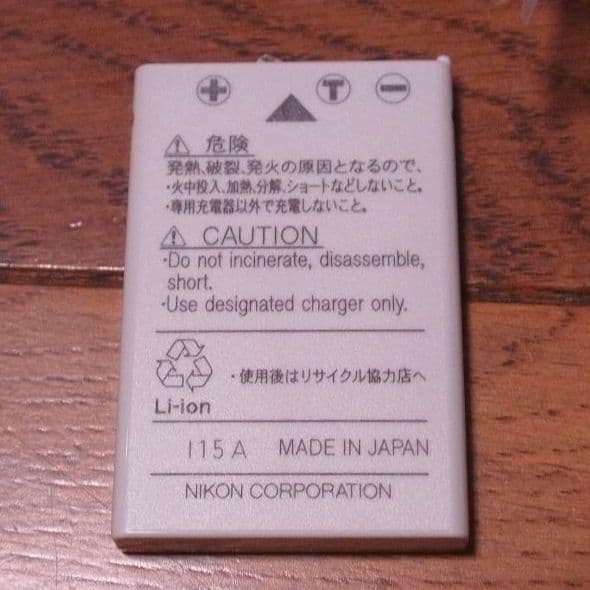 + T −
危険
発熱、破裂、発火の原因となるので、
・火中投入、加熱、分解、ショートなどしないこと。
・専用充電器以外で充電しないこと。
CAUTION
·Do not incinerate, disassemble,
short.
·Use designated charger only.
・使用後はリサイクル協力店へ
Li-ion
115A MADE IN JAPAN
NIKON CORPORATION